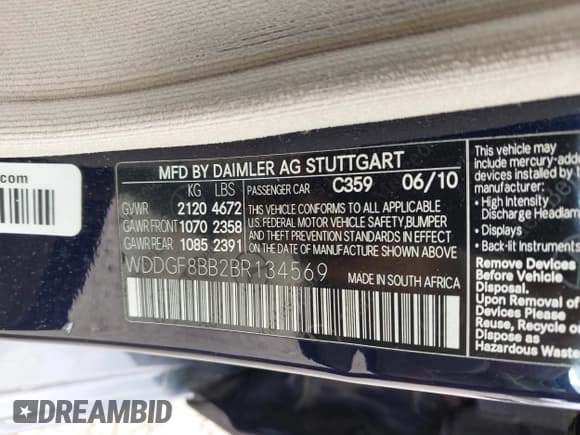 .com
MFD BY DAIMLER AG STUTTGART
KG LBS
GVWR 2120 4672
GAWR FRONT 1070 2358
GAWR REAR 1085 2391
PASSENGER CAR C359 06/10
THIS VEHICLE CONFORMS TO ALL APPLICABLE
U.S. FEDERAL MOTOR VEHICLE SAFETY, BUMPER
AND THEFT PREVENTION STANDARDS IN EFFECT
ON THE DATE OF MANUFACTURE SHOWN ABOVE.
WDDGF8BB2BR134569
MADE IN SOUTH AFRICA
This vehicle may
include mercury-added
devices installed by t
- High Intensity
Discharge Headlam
- Displays
- Back-lit Instruments
Remove Devices
Before Vehicle
Disposal.
Upon Removal of
Devices Please
Reuse, Recycle o
Dispose as
Hazardous Waste
DREAMBID